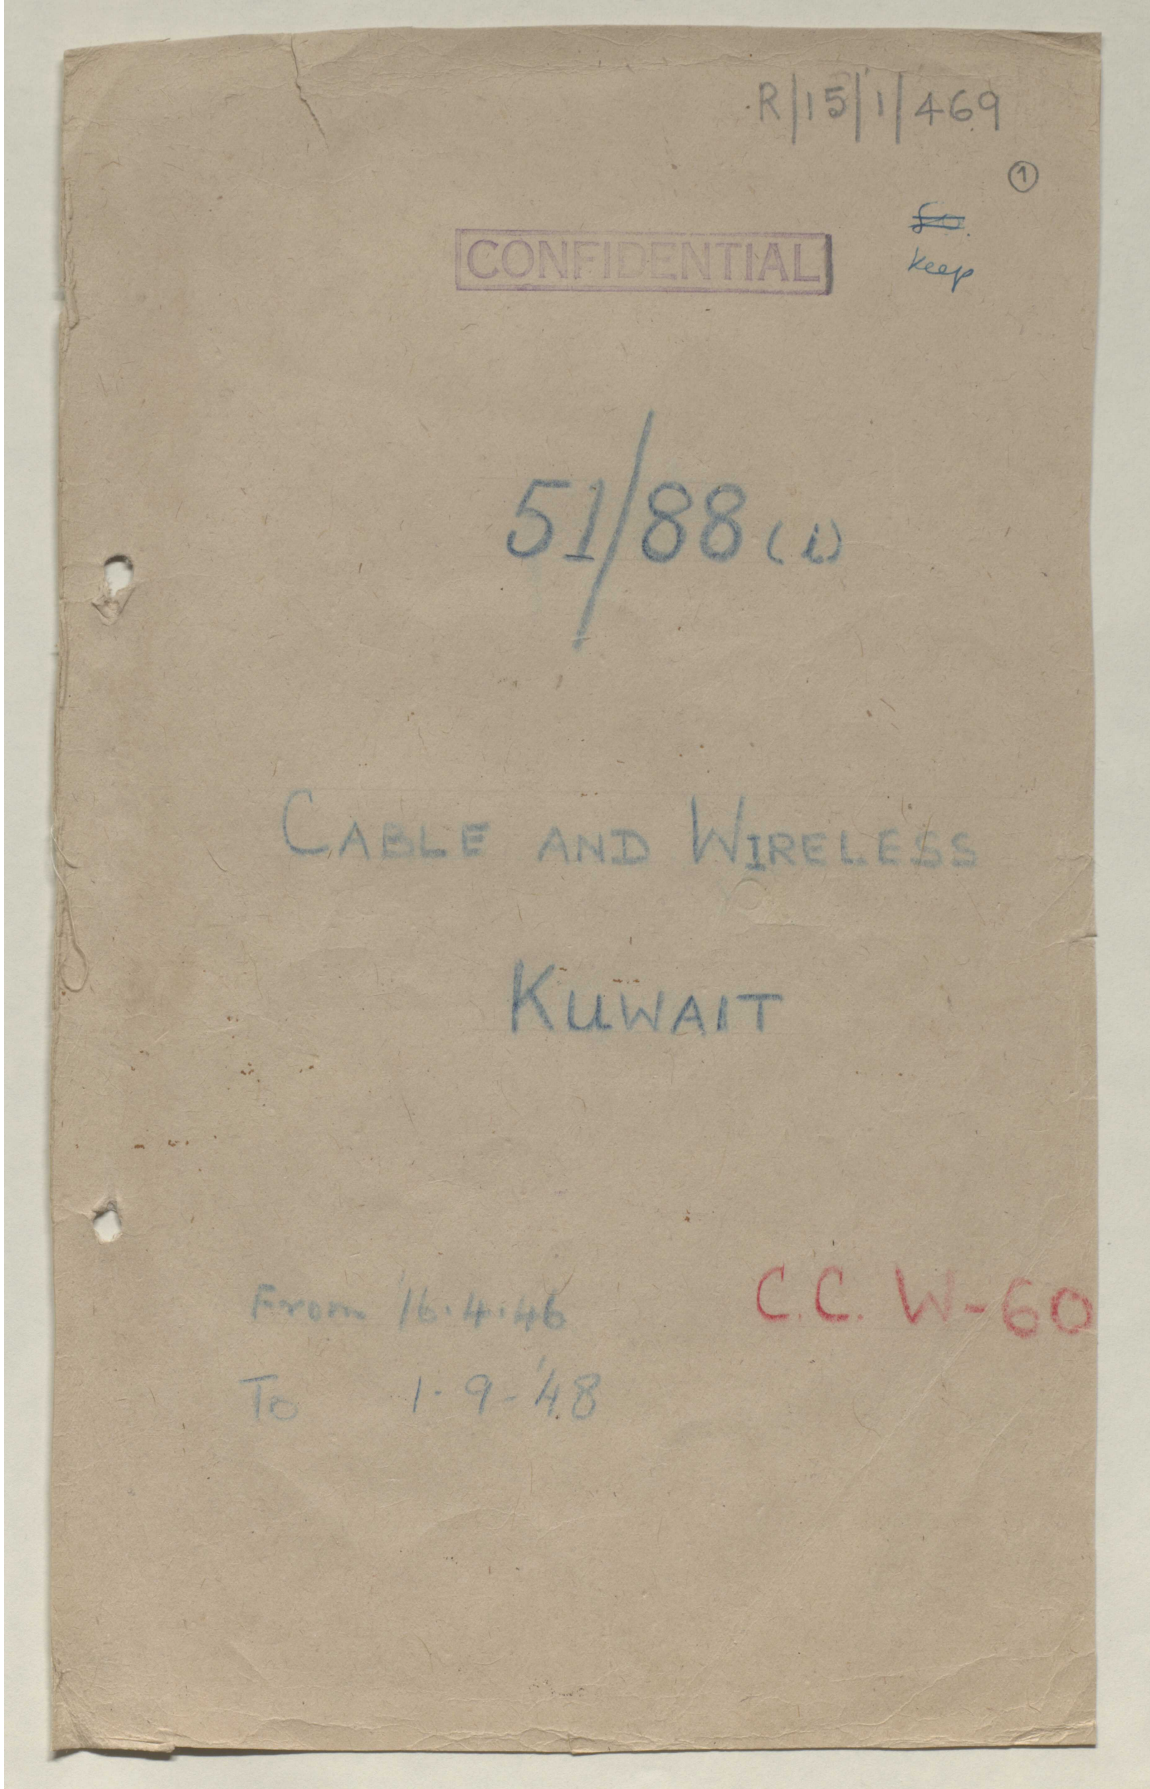 R/15/1/469
1
CONFIDENTIAL
keep
51/88 (i)
CABLE AND WIRELESS
KUWAIT
From 16.4.46
C.C. W-60
To 1-9-48